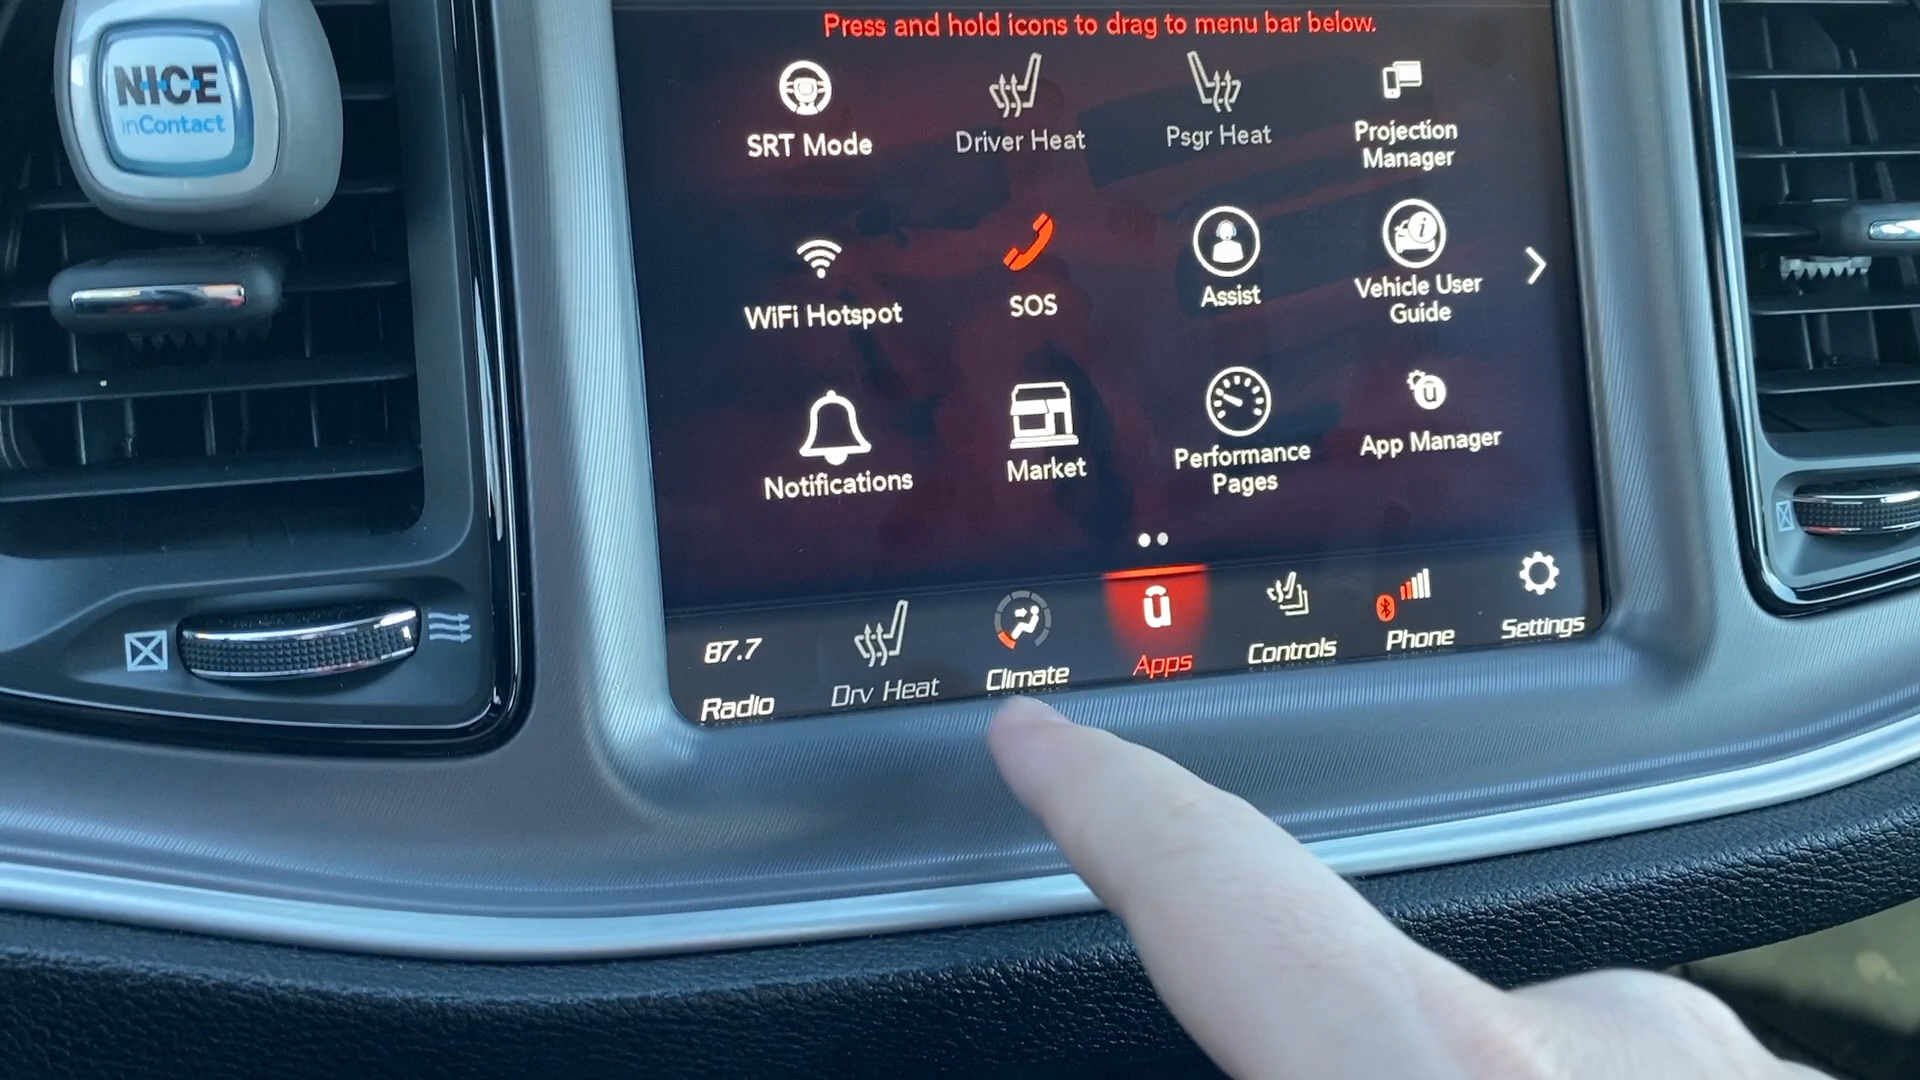 NICE
inContact
Press and hold icons to drag to menu bar below.
SRT Mode
Driver Heat
Psgr Heat
Projection
Manager
WiFi Hotspot
SOS
Assist
Vehicle User
Guide
Notifications
Market
Performance
Pages
App Manager
87.7
Radio
Drv Heat
Climate
Apps
Controls
Phone
Settings